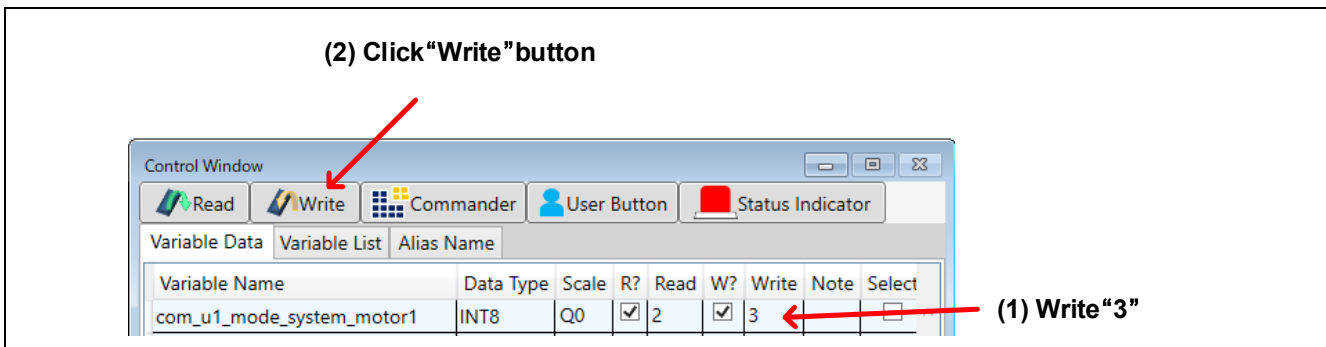 (2) Click“Write”button
Control Window
Read Write Commander User Button Status Indicator
Variable Data Variable List Alias Name
Variable Name Data Type Scale R? Read W? Write Note Select
com_u1_mode_system_motor1 INT8 Q0 2 3
(1) Write“3”